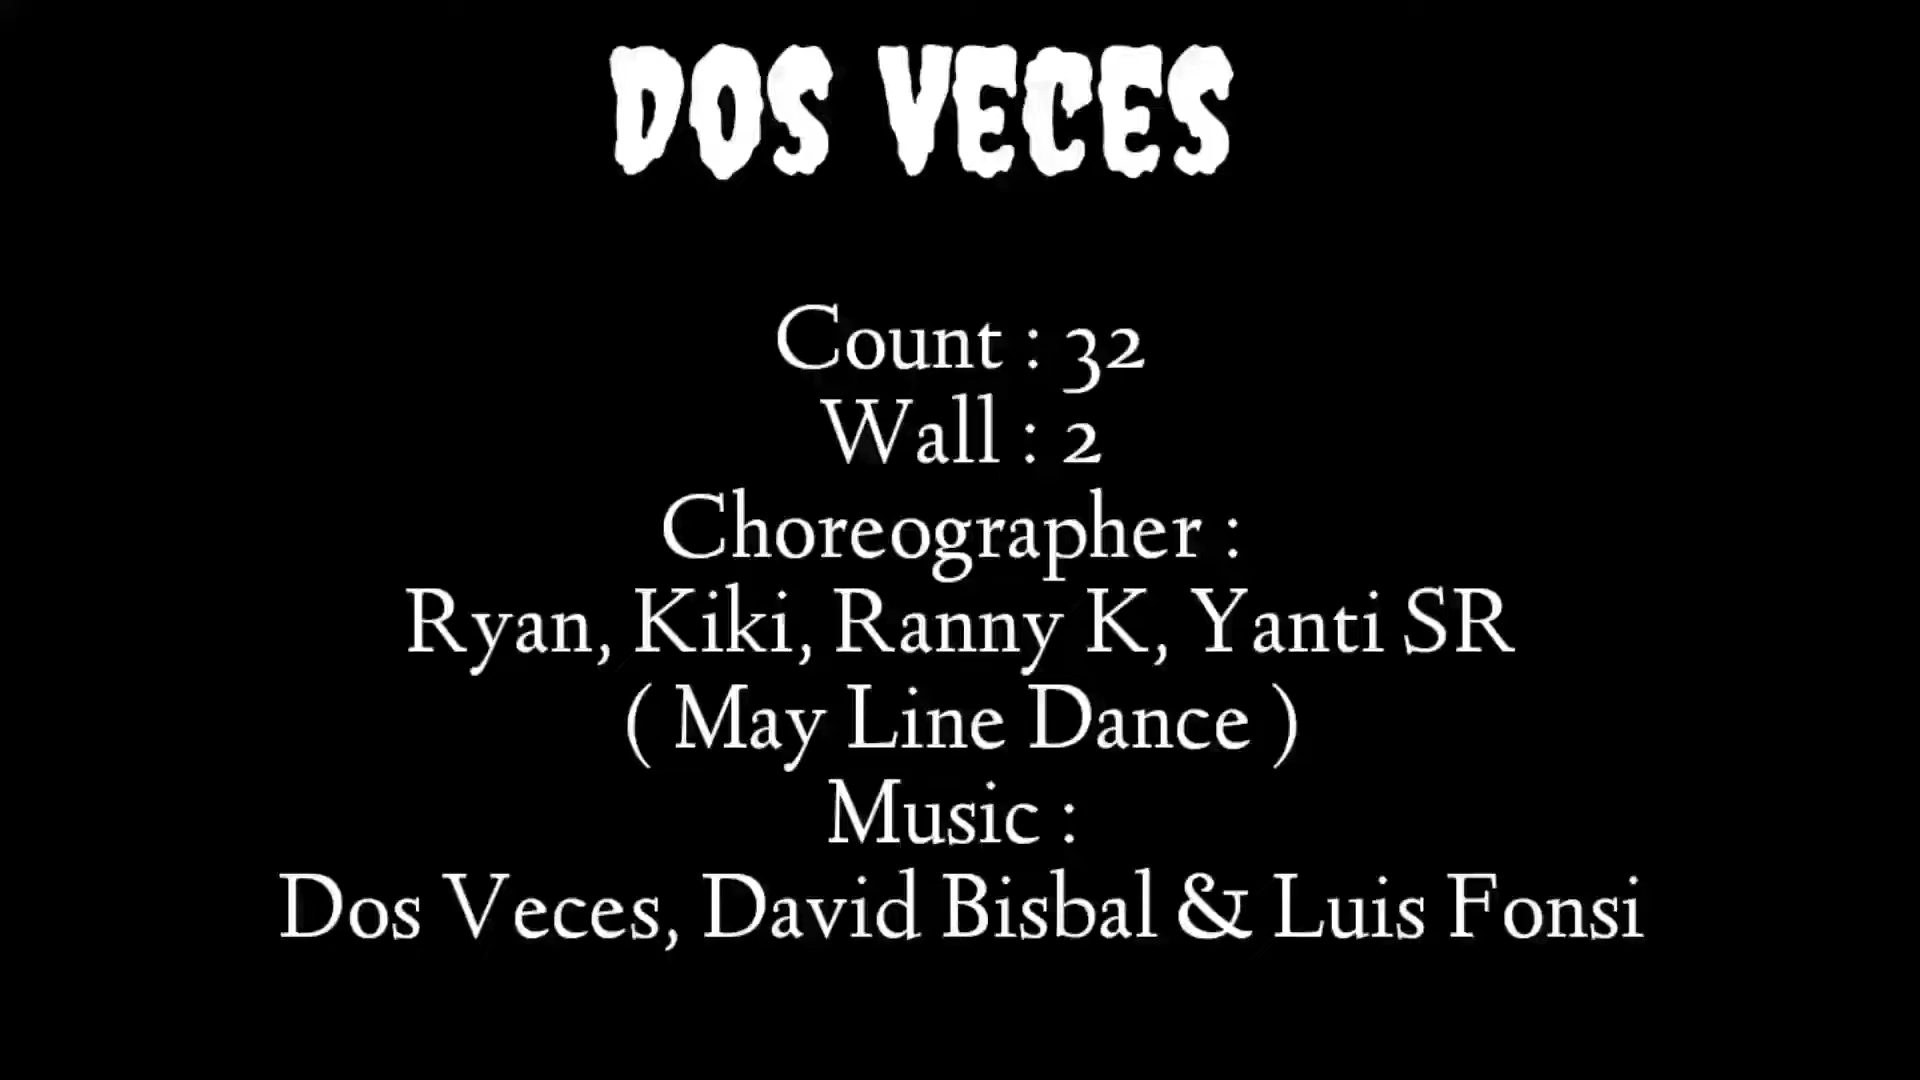 DOS VECES
Count : 32
Wall : 2
Choreographer :
Ryan, Kiki, Ranny K, Yanti SR
( May Line Dance )
Music :
Dos Veces, David Bisbal & Luis Fonsi